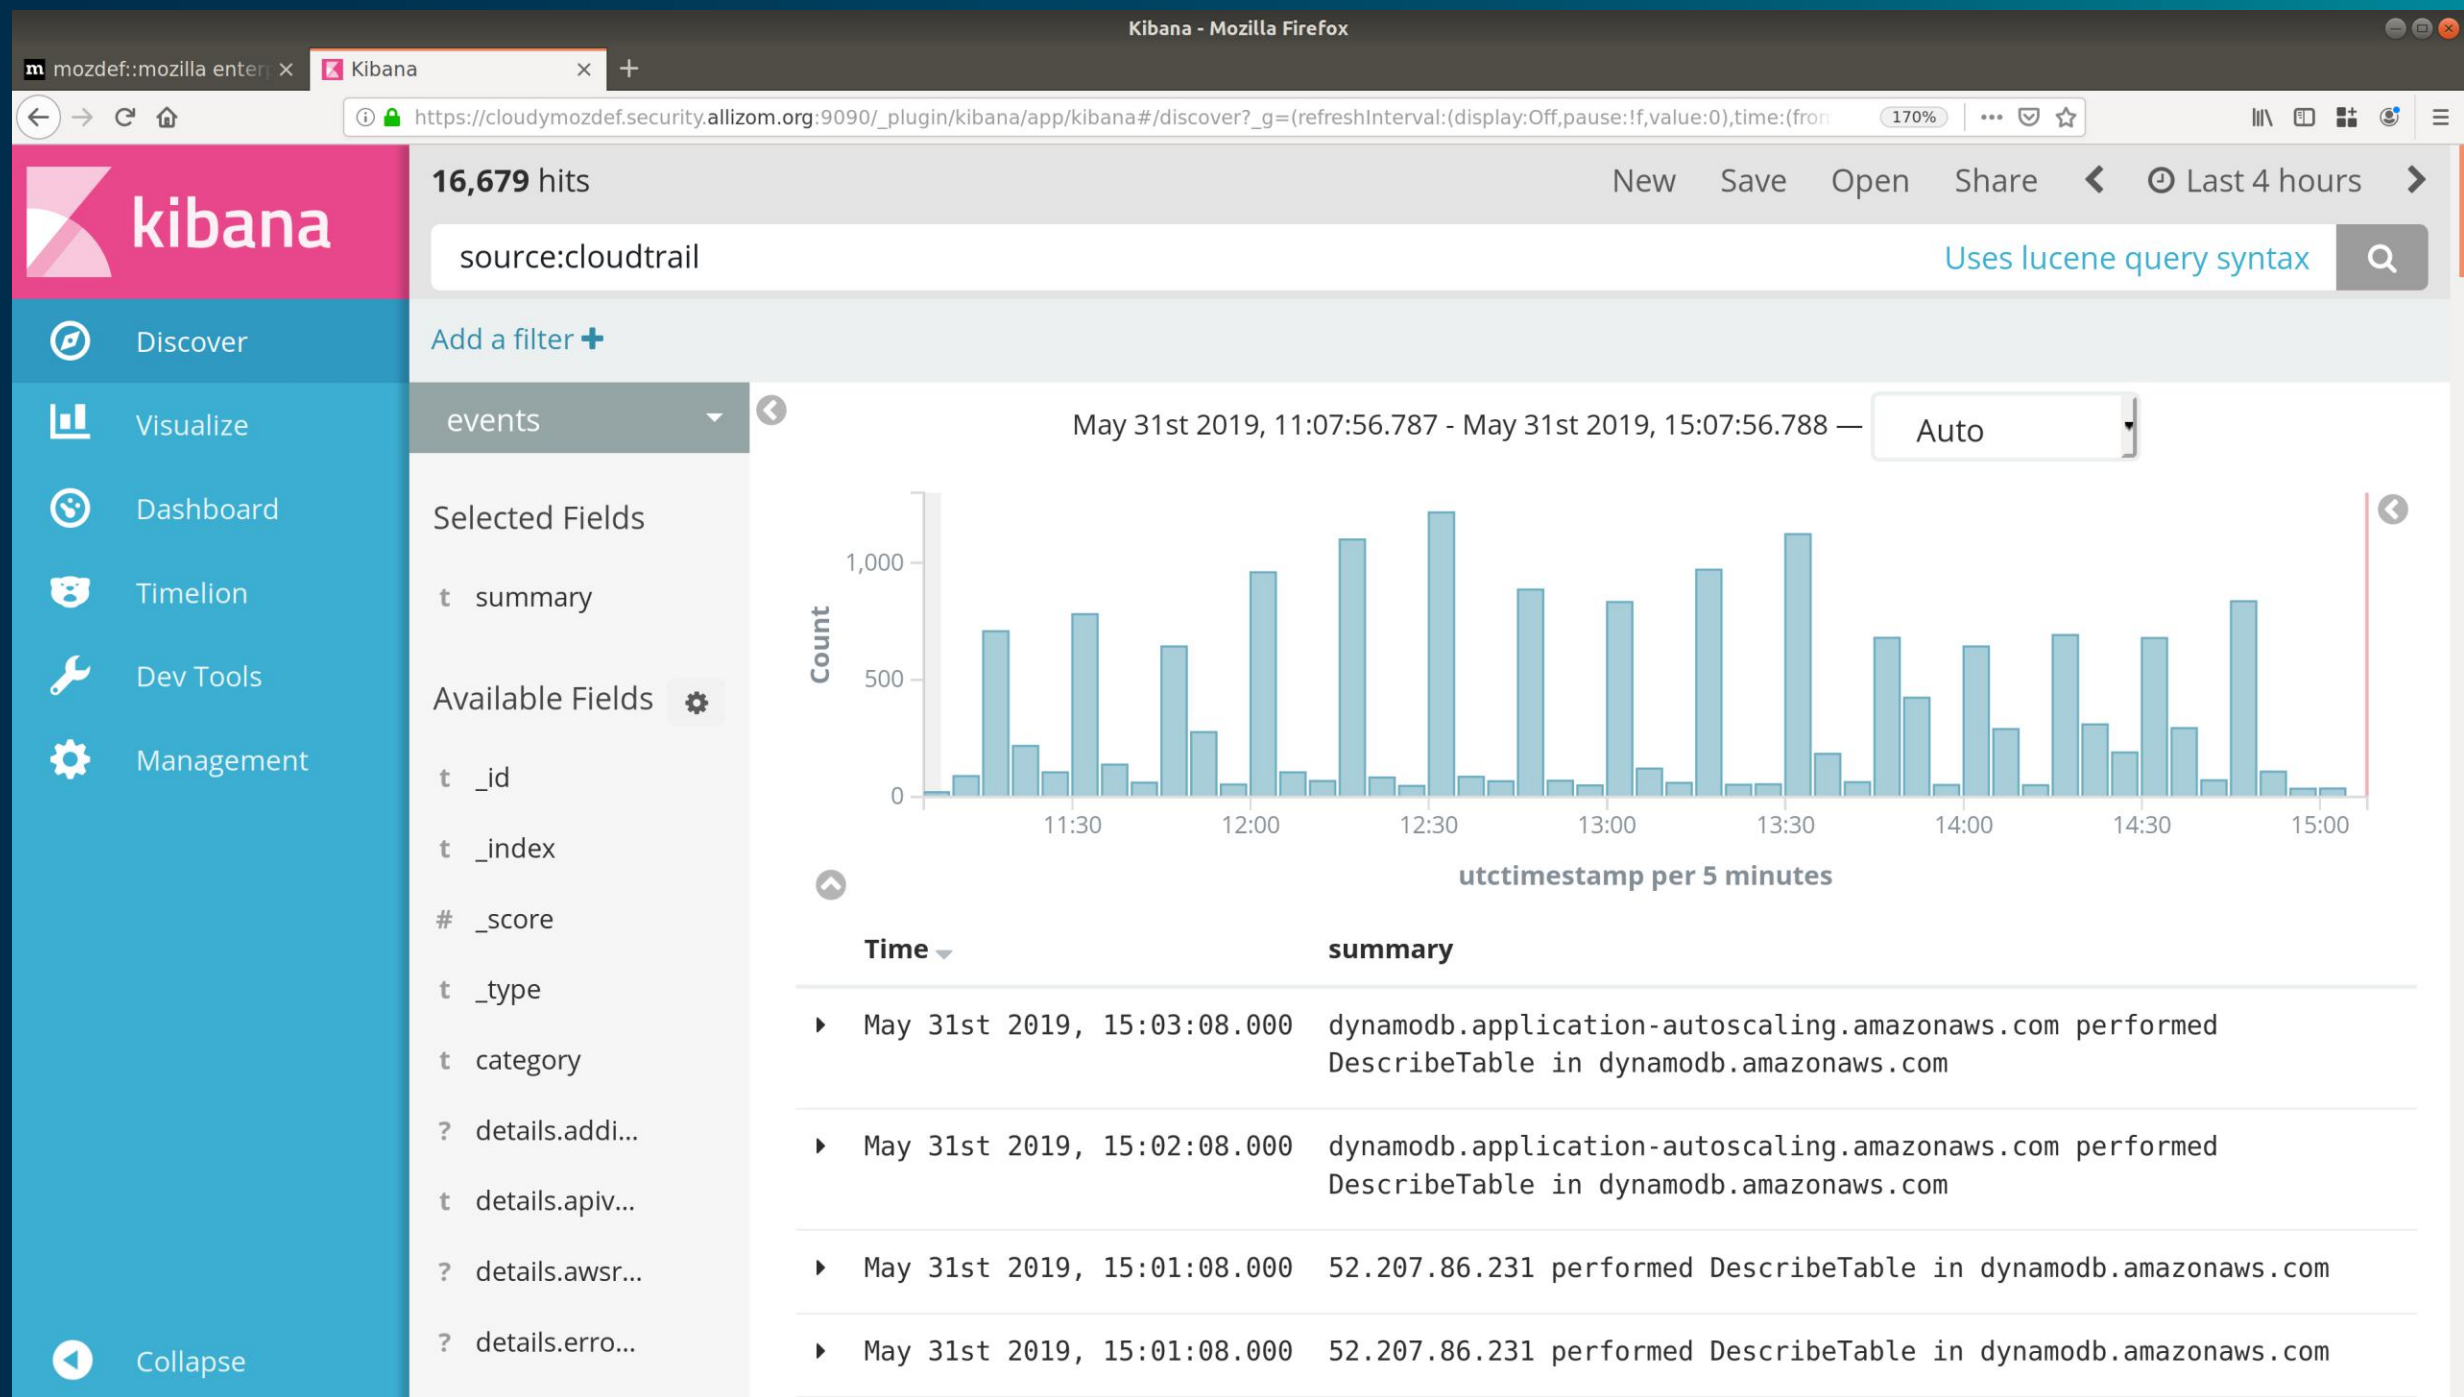 Kibana - Mozilla Firefox
m mozdef::mozilla enter
Kibana
https://cloudymozdef.security.allizom.org:9090/_plugin/kibana/app/kibana#/discover?_g=(refreshInterval:(display:Off,pause:!f,value:0),time:(from
170%
kibana
Discover
Visualize
Dashboard
Timelion
Dev Tools
Management
Collapse
16,679 hits
New Save Open Share Last 4 hours
source:cloudtrail
Uses lucene query syntax
Add a filter
events
Selected Fields
t summary
Available Fields
t _id
t _index
# _score
t _type
t category
? details.addi...
t details.apiv...
? details.awsr...
? details.erro...
May 31st 2019, 11:07:56.787 - May 31st 2019, 15:07:56.788 —
Auto
Count
1,000
500
0
11:30 12:00 12:30 13:00 13:30 14:00 14:30 15:00
utctimestamp per 5 minutes
Time summary
May 31st 2019, 15:03:08.000 dynamodb.application-autoscaling.amazonaws.com performed
DescribeTable in dynamodb.amazonaws.com
May 31st 2019, 15:02:08.000 dynamodb.application-autoscaling.amazonaws.com performed
DescribeTable in dynamodb.amazonaws.com
May 31st 2019, 15:01:08.000 52.207.86.231 performed DescribeTable in dynamodb.amazonaws.com
May 31st 2019, 15:01:08.000 52.207.86.231 performed DescribeTable in dynamodb.amazonaws.com